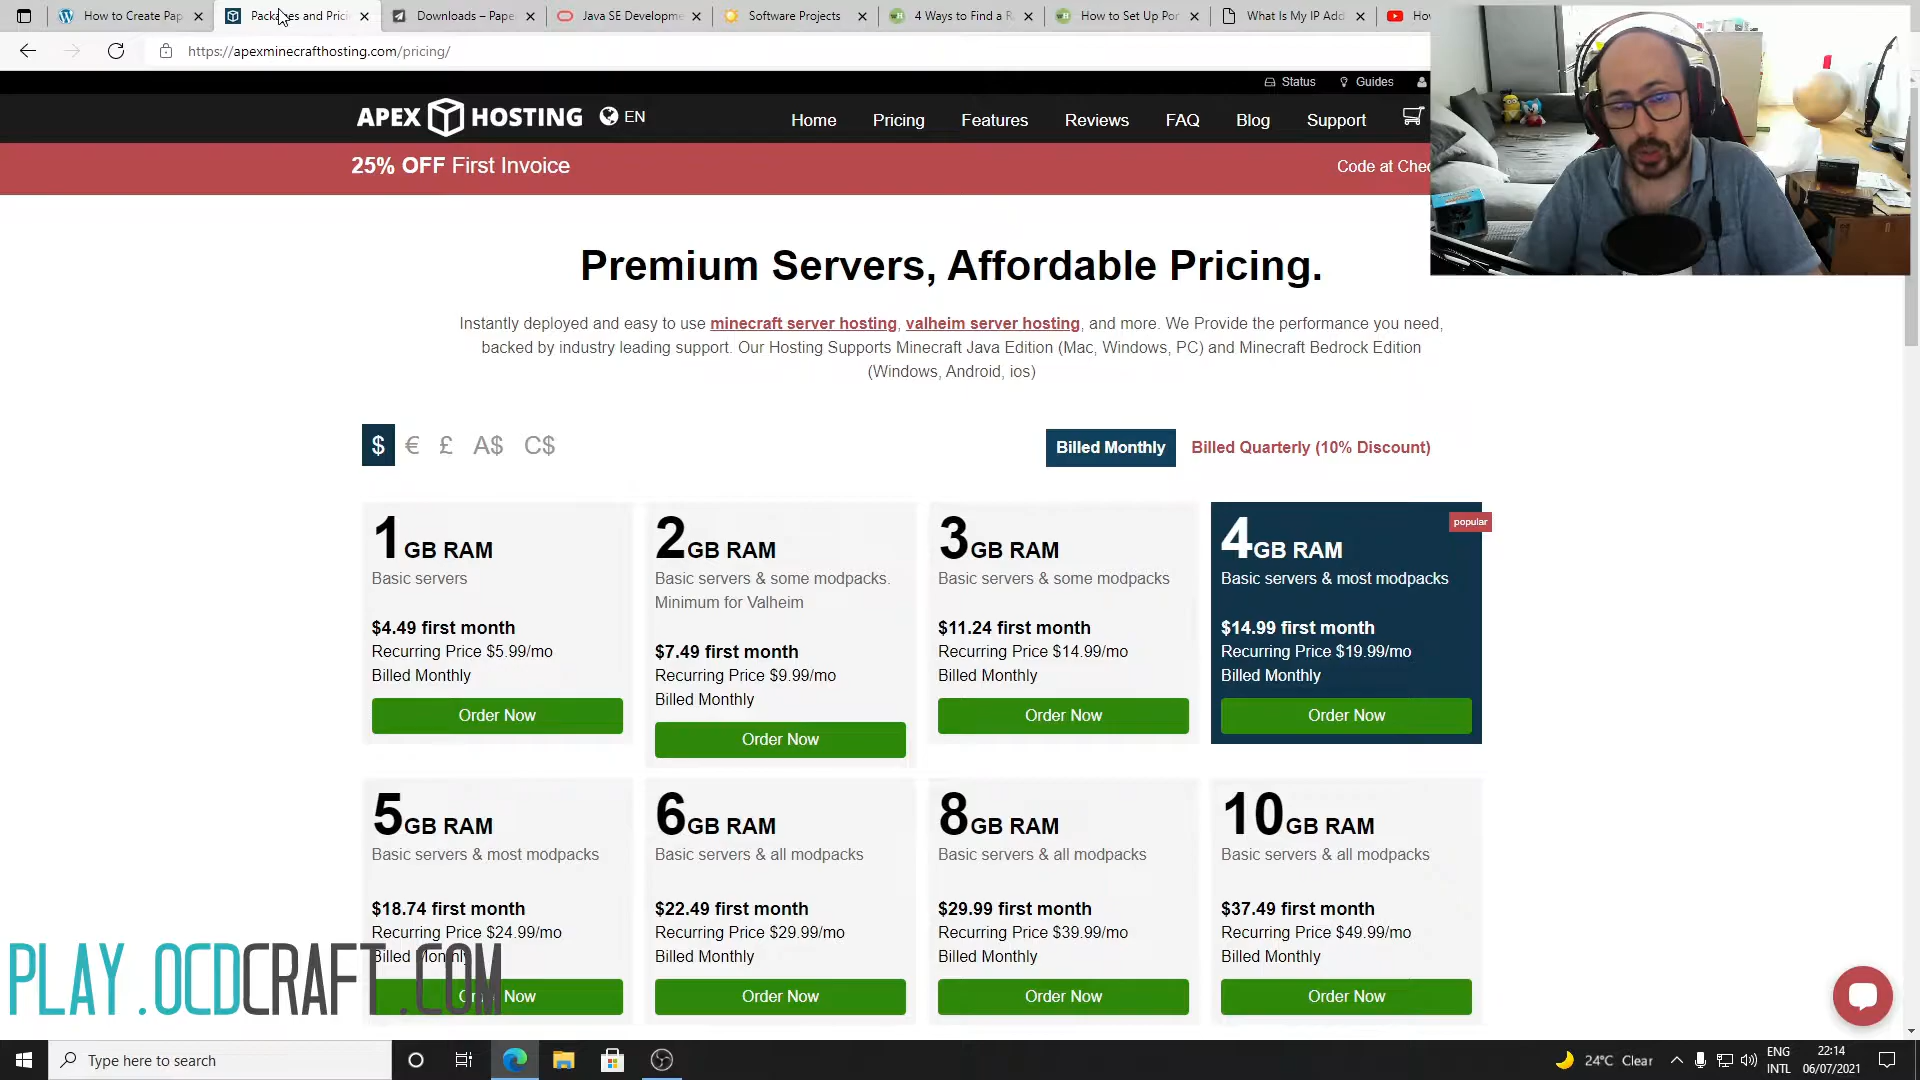 How to Create Pap
Packages and Prici
Downloads – Pape
Java SE Developm
Software Projects
4 Ways to Find a R
How to Set Up Por
What Is My IP Add
How
https://apexminecrafthosting.com/pricing/
Status
Guides
APEX HOSTING
EN
Home
Pricing
Features
Reviews
FAQ
Blog
Support
25% OFF First Invoice
Code at Chec
Premium Servers, Affordable Pricing.
Instantly deployed and easy to use minecraft server hosting, valheim server hosting, and more. We Provide the performance you need,
backed by industry leading support. Our Hosting Supports Minecraft Java Edition (Mac, Windows, PC) and Minecraft Bedrock Edition
(Windows, Android, ios)
$ € £ A$ C$
Billed Monthly
Billed Quarterly (10% Discount)
1GB RAM
Basic servers
$4.49 first month
Recurring Price $5.99/mo
Billed Monthly
Order Now
2GB RAM
Basic servers & some modpacks.
Minimum for Valheim
$7.49 first month
Recurring Price $9.99/mo
Billed Monthly
Order Now
3GB RAM
Basic servers & some modpacks
$11.24 first month
Recurring Price $14.99/mo
Billed Monthly
Order Now
popular
4GB RAM
Basic servers & most modpacks
$14.99 first month
Recurring Price $19.99/mo
Billed Monthly
Order Now
5GB RAM
Basic servers & most modpacks
$18.74 first month
Recurring Price $24.99/mo
Billed Monthly
Order Now
6GB RAM
Basic servers & all modpacks
$22.49 first month
Recurring Price $29.99/mo
Billed Monthly
Order Now
8GB RAM
Basic servers & all modpacks
$29.99 first month
Recurring Price $39.99/mo
Billed Monthly
Order Now
10GB RAM
Basic servers & all modpacks
$37.49 first month
Recurring Price $49.99/mo
Billed Monthly
Order Now
PLAY.OCDCRAFT.COM
Type here to search
24°C Clear
ENG
INTL
22:14
06/07/2021